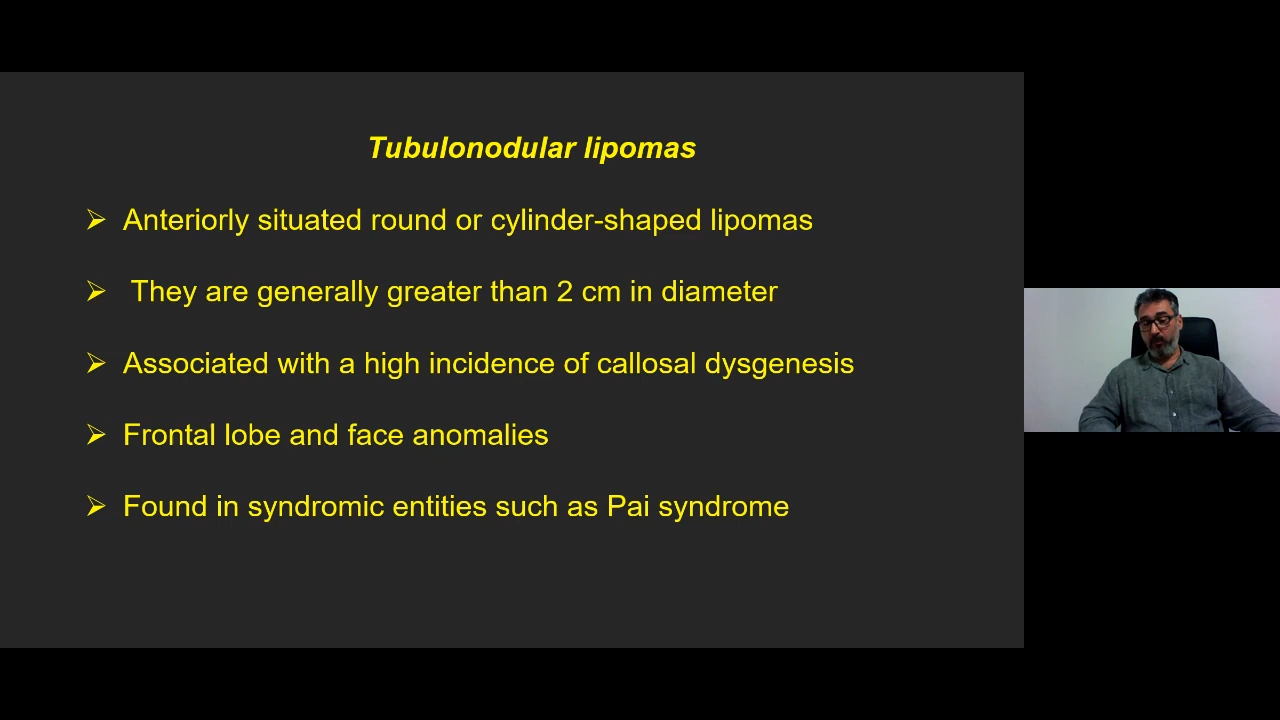 Tubulonodular lipomas
➢ Anteriorly situated round or cylinder-shaped lipomas
➢ They are generally greater than 2 cm in diameter
➢ Associated with a high incidence of callosal dysgenesis
➢ Frontal lobe and face anomalies
➢ Found in syndromic entities such as Pai syndrome